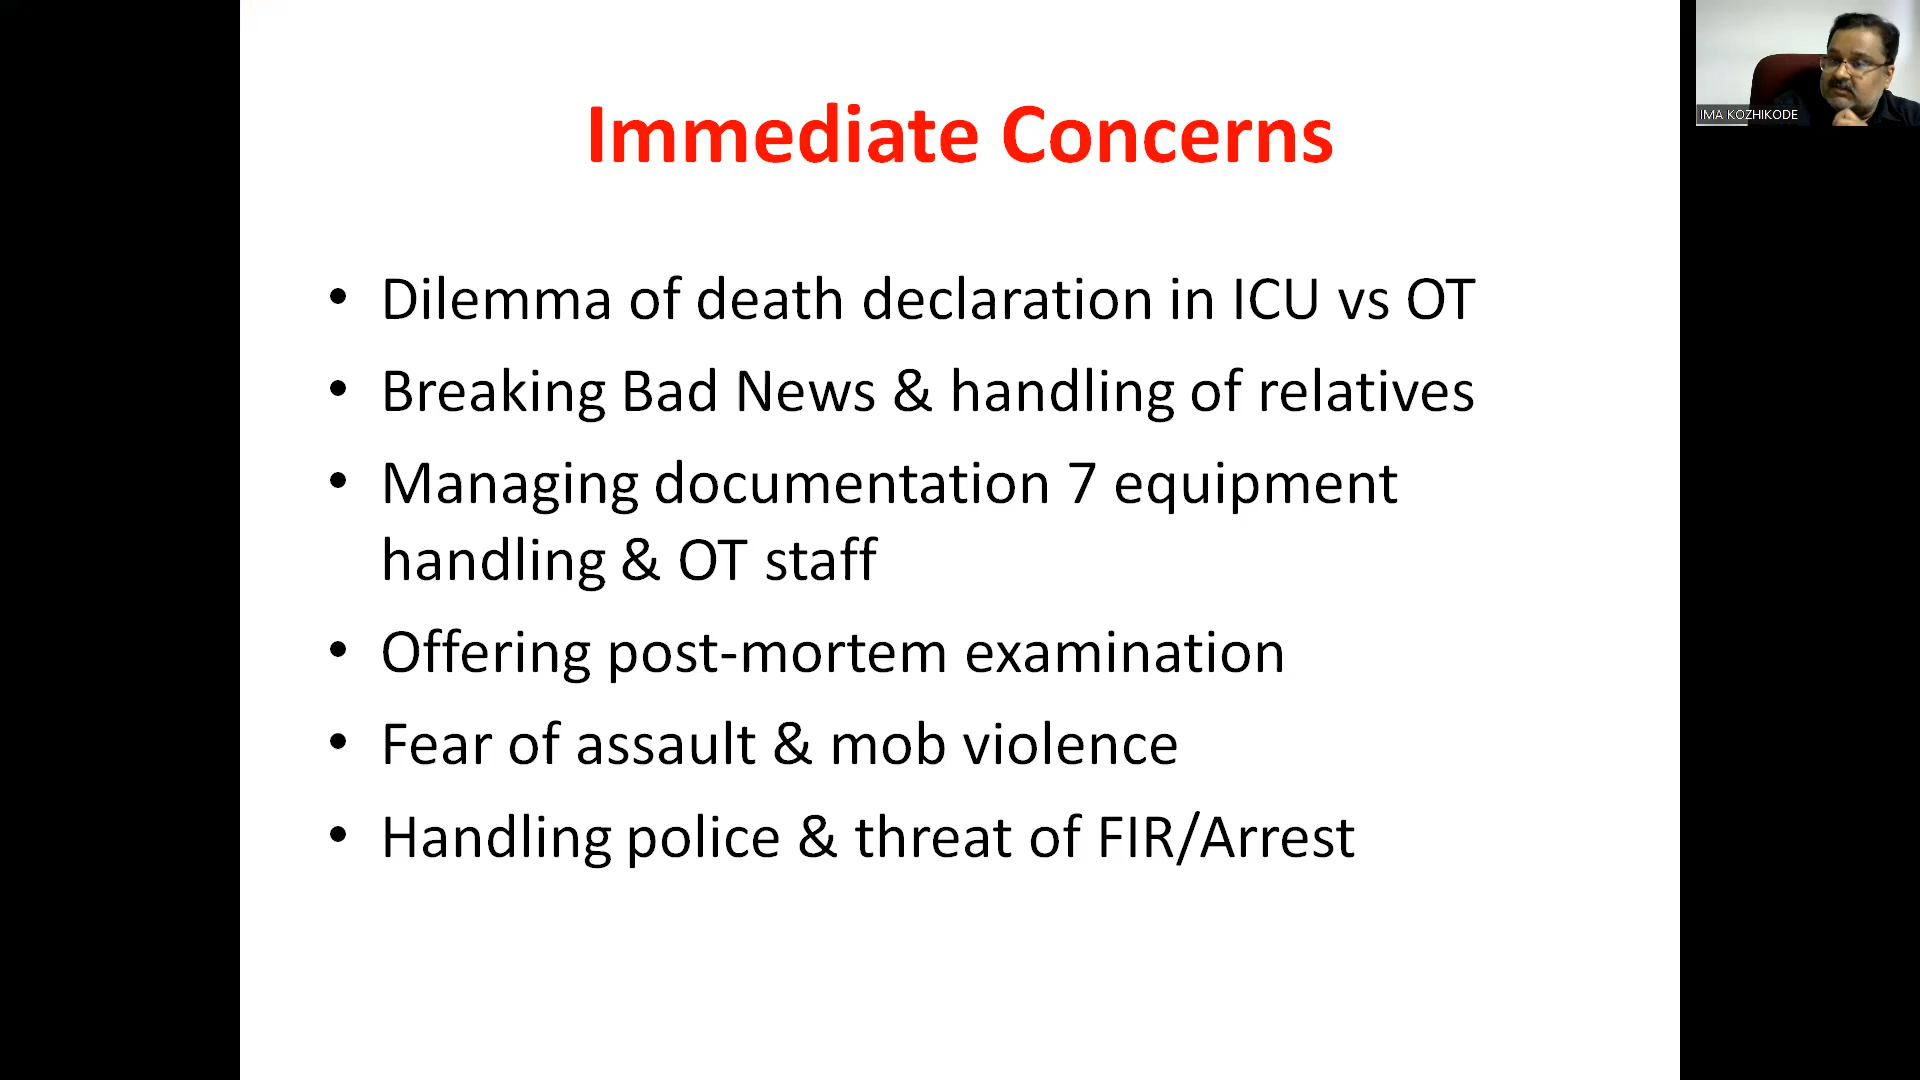 Immediate Concerns
• Dilemma of death declaration in ICU vs OT
• Breaking Bad News & handling of relatives
• Managing documentation 7 equipment
handling & OT staff
• Offering post-mortem examination
• Fear of assault & mob violence
• Handling police & threat of FIR/Arrest
IMA KOZHIKODE